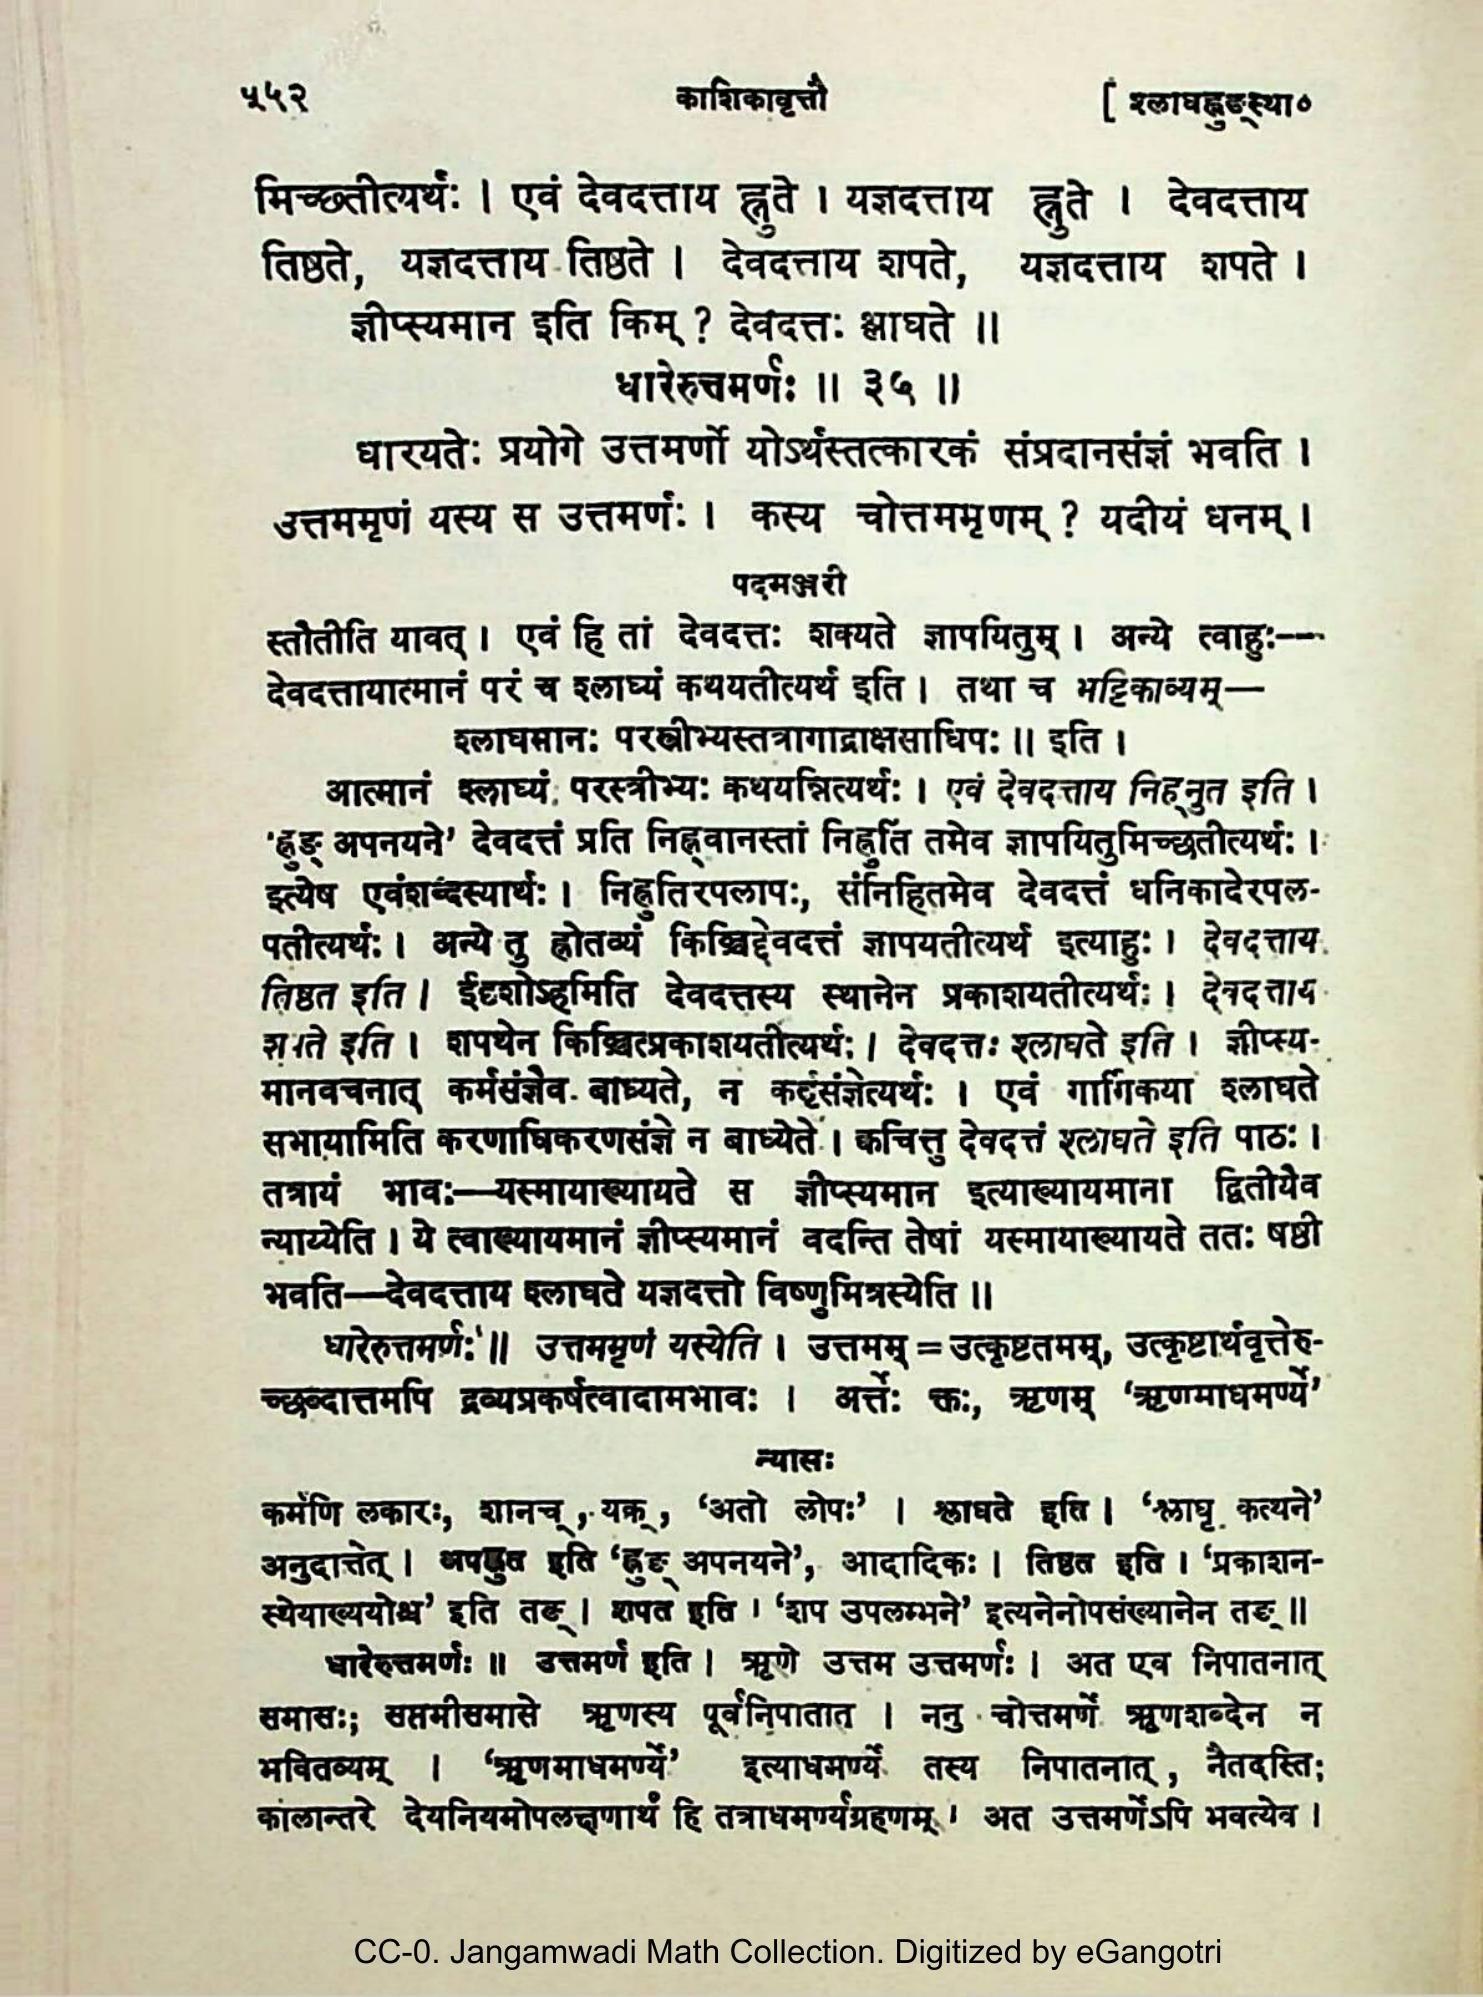 ५५२ काशिकावृत्तौ [ श्लाघह्नुङ्स्था०
मिच्छतीत्यर्थः । एवं देवदत्ताय ह्नुते । यज्ञदत्ताय ह्नुते । देवदत्ताय
तिष्ठते, यज्ञदत्ताय तिष्ठते । देवदत्ताय शपते, यज्ञदत्ताय शपते ।
ज्ञीप्स्यमान इति किम् ? देवदत्तः श्लाघते ॥
धारेरुत्तमर्णः ॥ ३५ ॥
धारयतेः प्रयोगे उत्तमर्णो योऽर्थस्तत्कारकं संप्रदानसंज्ञं भवति ।
उत्तममृणं यस्य स उत्तमर्णः । कस्य चोत्तममृणम् ? यदीयं धनम् ।
पदमञ्जरी
स्तौतीति यावत् । एवं हि तां देवदत्तः शक्यते ज्ञापयितुम् । अन्ये त्वाहुः—
देवदत्तायात्मानं परं च श्लाघ्यं कथयतीत्यर्थ इति । तथा च भट्टिकाव्यम्—
श्लाघमानः परस्त्रीभ्यस्तत्रागाद्राक्षसाधिपः ॥ इति ।
आत्मानं श्लाघ्यं परस्त्रीभ्यः कथयन्नित्यर्थः । एवं देवदत्ताय निह्नुत इति ।
'ह्नुङ् अपनयने' देवदत्तं प्रति निह्नुवानस्तां निह्नुतिं तमेव ज्ञापयितुमिच्छतीत्यर्थः ।
इत्येष एवंशब्दस्यार्थः । निह्नुतिरपलापः, संनिहितमेव देवदत्तं धनिकादेरपल-
पतीत्यर्थः । अन्ये तु ह्नोतव्यं किञ्चिद्देवदत्तं ज्ञापयतीत्यर्थ इत्याहुः । देवदत्ताय
तिष्ठत इति । ईदृशोऽहमिति देवदत्तस्य स्थानेन प्रकाशयतीत्यर्थः । देवदत्ताय
इति । शपथेन किञ्चित्प्रकाशयतीत्यर्थः । देवदत्तः श्लाघते इति । ज्ञीप्स्य-
मानवचनात् कर्मसंज्ञैव बाध्यते, न कर्तृसंज्ञेत्यर्थः । एवं गार्गिकया श्लाघते
सभायामिति करणाधिकरणसंज्ञे न बाध्येते । क्वचित्तु देवदत्तं श्लाघते इति पाठः ।
तत्रायं भावः—यस्मायाख्यायते स ज्ञीप्स्यमान इत्याख्यायमाना द्वितीयैव
न्याय्येति । ये त्वाख्यायमानं ज्ञीप्स्यमानं वदन्ति तेषां यस्मायाख्यायते ततः षष्ठी
भवति—देवदत्ताय श्लाघते यज्ञदत्तो विष्णुमित्रस्येति ॥
धारेरुत्तमर्णः ॥ उत्तममृणं यस्येति । उत्तमम् = उत्कृष्टतमम्, उत्कृष्टार्थवृत्तेरु-
च्छब्दात्तमपि द्रव्यप्रकर्षत्वादामभावः । अर्त्तेः क्तः, ऋणम् 'ऋणमाधमर्ण्ये'
न्यासः
कर्मणि लकारः, शानच्, यक्, 'अतो लोपः' । श्लाघते इति । 'श्लाघृ कत्थने'
अनुदात्तेत् । इति 'ह्नुङ् अपनयने', आदादिकः । तिष्ठत इति । 'प्रकाशन-
स्थेयाख्ययोश्च' इति तङ् । शपत इति । 'शप उपलम्भने' इत्यनेनोपसंख्यानेन तङ् ॥
धारेरुत्तमर्णः ॥ उत्तमर्ण इति । ऋणे उत्तम उत्तमर्णः । अत एव निपातनात्
समासः; सप्तमीसमासे ऋणस्य पूर्वनिपातात् । ननु चोत्तमर्णे ऋणशब्देन न
भवितव्यम् । 'ऋणमाधमर्ण्ये' इत्याधमर्ण्ये तस्य निपातनात्, नैतदस्ति;
कालान्तरे देयनियमोपलक्षणार्थं हि तत्राधमर्ण्यग्रहणम् । अत उत्तमर्णेऽपि भवत्येव ।
CC-0. Jangamwadi Math Collection. Digitized by eGangotri